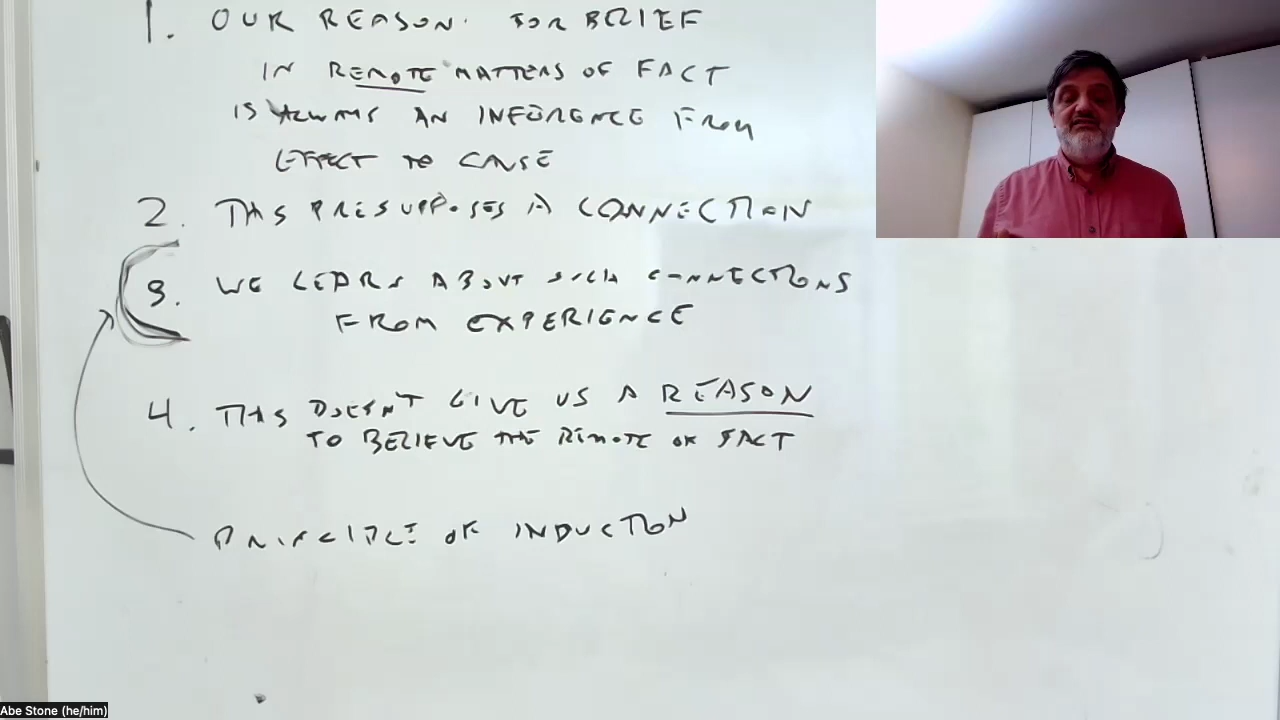 1. OUR REASON FOR BELIEF
IN REMOTE MATTERS OF FACT
IS ALWAYS AN INFERENCE FROM
EFFECT TO CAUSE
2. THIS PRESUPPOSES A CONNECTION
3. WE LEARN ABOUT SUCH CONNECTIONS
FROM EXPERIENCE
4. THIS DOESN'T GIVE US A REASON
TO BELIEVE THE REMOTE OF FACT
PRINCIPLE OF INDUCTION
Abe Stone (he/him)